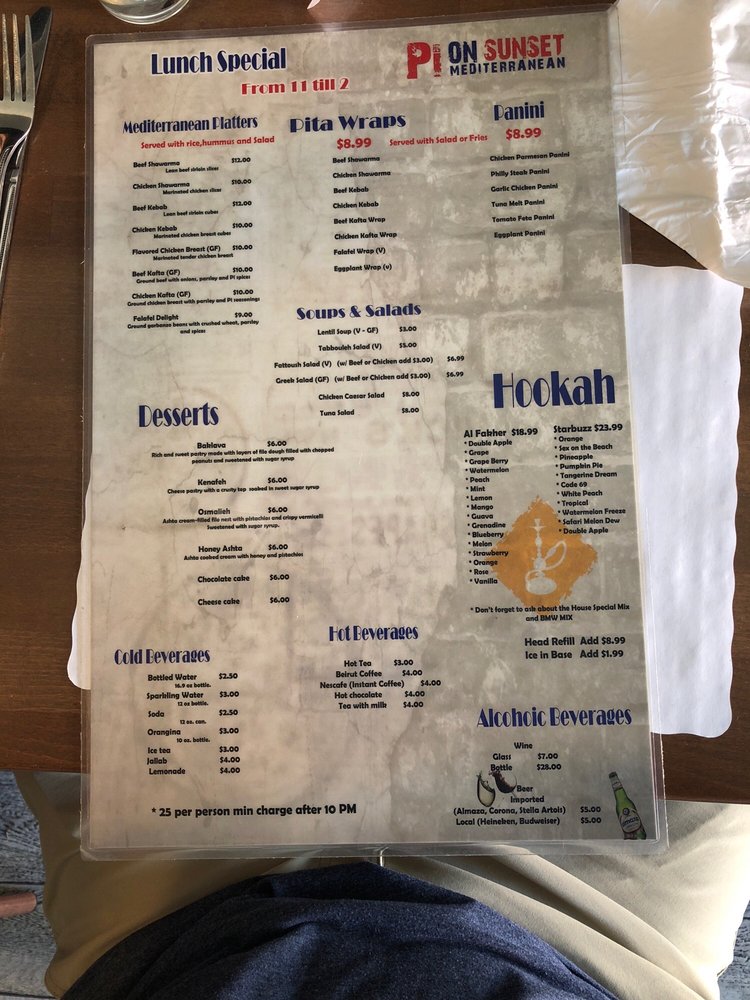 Lunch Special
From 11 till 2
PI ON SUNSET
MEDITERRANEAN
Mediterranean Platters
Served with rice,hummus and Salad
Beef Shawarma $12.00
Lean beef sirloin slices
Chicken Shawarma $10.00
Marinated chicken slices
Beef Kebab $12.00
Lean beef sirloin cubes
Chicken Kebab $10.00
Marinated chicken breast cubes
Flavored Chicken Breast (GF) $10.00
Marinated tender chicken breast
Beef Kafta (GF) $10.00
Ground beef with onions, parsley and Pi spices
Chicken Kafta (GF) $10.00
Ground chicken breast with parsley and Pi seasonings
Falafel Delight $9.00
Ground garbanzo beans with crushed wheat, parsley
and spices
Pita Wraps
$8.99 Served with Salad or Fries
Beef Shawarma
Chicken Shawarma
Beef Kebab
Chicken Kebab
Beef Kafta Wrap
Chicken Kafta Wrap
Falafel Wrap (V)
Eggplant Wrap (v)
Panini
$8.99
Chicken Parmesan Panini
Philly Steak Panini
Garlic Chicken Panini
Tuna Melt Panini
Tomato Feta Panini
Eggplant Panini
Soups & Salads
Lentil Soup (V - GF) $3.00
Tabbouleh Salad (V) $5.00
Fattoush Salad (V) (w/ Beef or Chicken add $3.00) $6.99
Greek Salad (GF) (w/ Beef or Chicken add $3.00) $6.99
Chicken Caesar Salad $8.00
Tuna Salad $8.00
Desserts
Baklava $6.00
Rich and sweet pastry made with layers of filo dough filled with chopped
peanuts and sweetened with sugar syrup
Kenafeh $6.00
Cheese pastry with a crusty top soaked in sweet sugar syrup
Osmalieh $6.00
Ashta cream-filled filo nest with pistachios and crispy vermicelli
Sweetened with sugar syrup.
Honey Ashta $6.00
Ashta cooked cream with honey and pistachios
Chocolate cake $6.00
Cheese cake $6.00
Hookah
Al Fakher $18.99
* Double Apple
* Grape
* Grape Berry
* Watermelon
* Peach
* Mint
* Lemon
* Mango
* Guava
* Grenadine
* Blueberry
* Melon
* Strawberry
* Orange
* Rose
* Vanilla
Starbuzz $23.99
* Orange
* Sex on the Beach
* Pineapple
* Pumpkin Pie
* Tangerine Dream
* Code 69
* White Peach
* Tropical
* Watermelon Freeze
* Safari Melon Dew
* Double Apple
* Don't forget to ask about the House Special Mix
and BMW MIX
Head Refill Add $8.99
Ice in Base Add $1.99
Cold Beverages
Bottled Water $2.50
16.9 oz bottle.
Sparkling Water $3.00
12 oz bottle.
Soda $2.50
12 oz. can.
Orangina $3.00
10 oz. bottle.
Ice tea $3.00
Jallab $4.00
Lemonade $4.00
Hot Beverages
Hot Tea $3.00
Beirut Coffee $4.00
Nescafe (Instant Coffee) $4.00
Hot chocolate $4.00
Tea with milk $4.00
Alcohoic Beverages
Wine
Glass $7.00
Bottle $28.00
Beer
Imported
(Almaza, Corona, Stella Artois) $5.00
Local (Heineken, Budweiser) $5.00
* 25 per person min charge after 10 PM